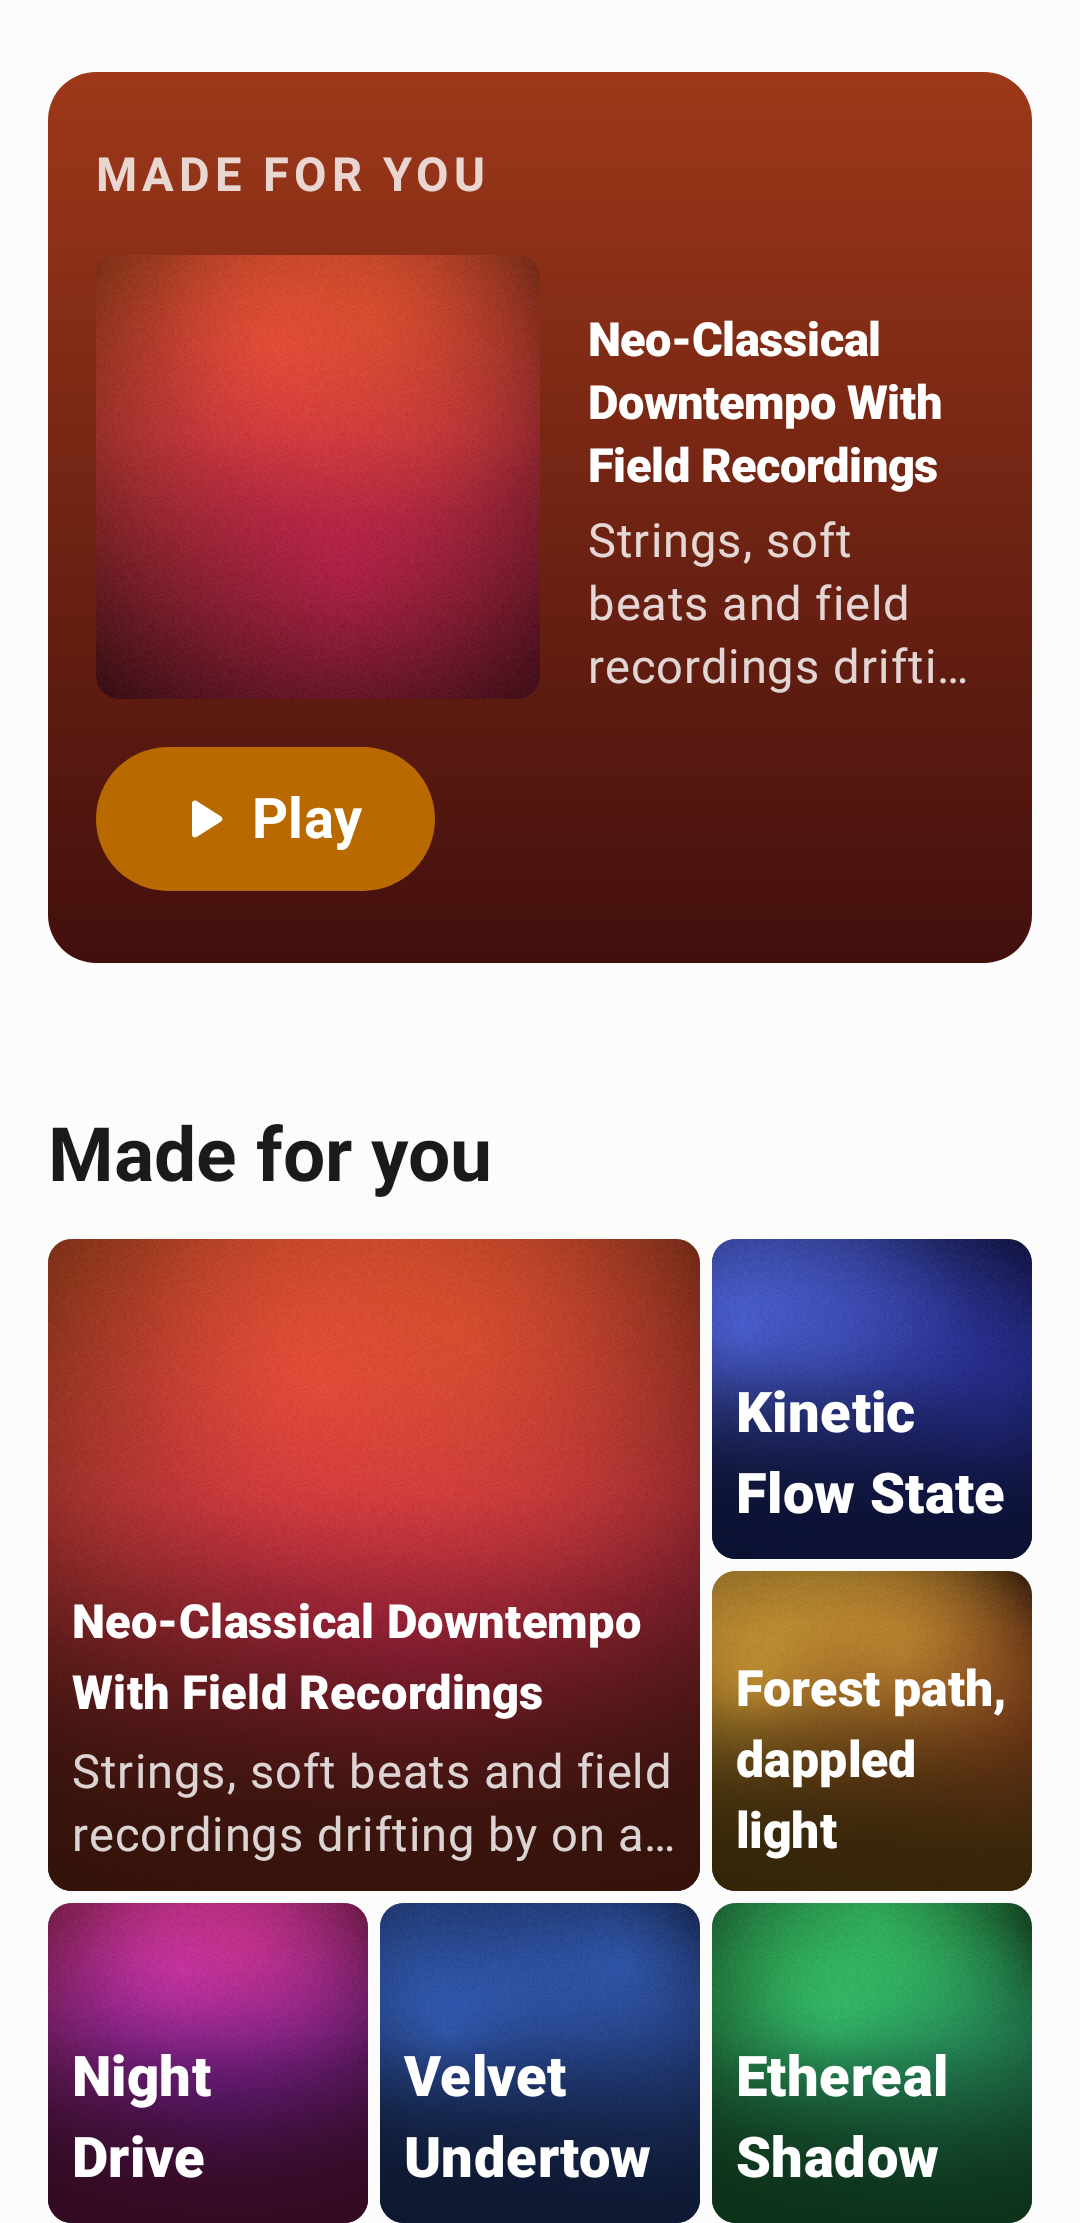 MADE FOR YOU
Neo-Classical
Downtempo With
Field Recordings
Strings, soft
beats and field
recordings drifti…
Play
Made for you
Neo-Classical Downtempo
With Field Recordings
Strings, soft beats and field
recordings drifting by on a…
Kinetic
Flow State
Forest path,
dappled
light
Night
Drive
Velvet
Undertow
Ethereal
Shadow